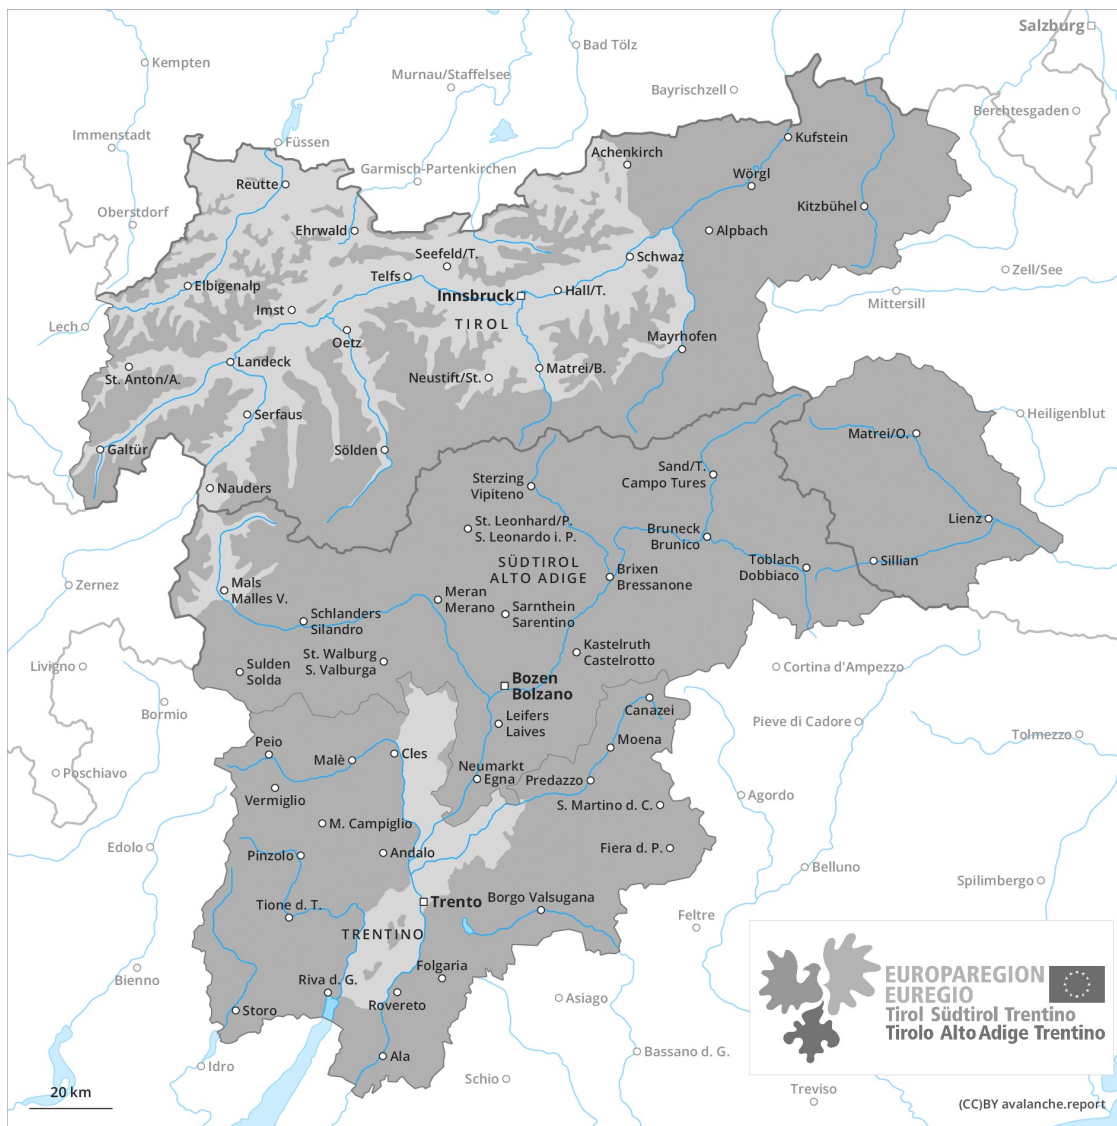 Salzburg
Bad Tölz
Kempten
Murnau/Staffelsee
Bayrischzell
Berchtesgaden
Immenstadt
Füssen
Kufstein
Achenkirch
Garmisch-Partenkirchen
Wörgl
Reutte
Kitzbühel
Oberstdorf
Ehrwald
Alpbach
Seefeld/T.
Schwaz
Zell/See
Telfs
Elbigenalp
Hall/T.
Innsbruck
Mittersill
Imst
TIROL
Lech
Oetz
Mayrhofen
Landeck
Matrei/B.
St. Anton/A.
Neustift/St.
Serfaus
Heiligenblut
Matrei/O.
Galtür
Sölden
Sand/T.
Campo Tures
Sterzing
Vipiteno
Nauders
Lienz
St. Leonhard/P.
S. Leonardo i. P.
Bruneck
Brunico
SÜDTIROL
ALTO ADIGE
Toblach
Dobbiaco
Sillian
Brixen
Bressanone
Zernez
Mals
Malles V.
Meran
Merano
Schlanders
Silandro
Sarnthein
Sarentino
Kastelruth
Castelrotto
St. Walburg
S. Valburga
Livigno
Sulden
Solda
Cortina d'Ampezzo
Bozen
Bolzano
Bormio
Canazei
Leifers
Laives
Pieve di Cadore
Tolmezzo
Peio
Moena
Cles
Malè
Poschiavo
Neumarkt
Egna
Predazzo
Vermiglio
Agordo
S. Martino d. C.
M. Campiglio
Edolo
Pinzolo
Andalo
Fiera d. P.
Belluno
Spilimbergo
Trento
Borgo Valsugana
Tione d. T.
Feltre
TRENTINO
Bienno
Folgaria
Riva d. G.
Rovereto
Asiago
Storo
EUROPAREGION
EUREGIO
Tirol Südtirol Trentino
Tirolo Alto Adige Trentino
Ala
Bassano d. G.
Idro
Schio
Treviso
20 km
(CC)BY avalanche.report